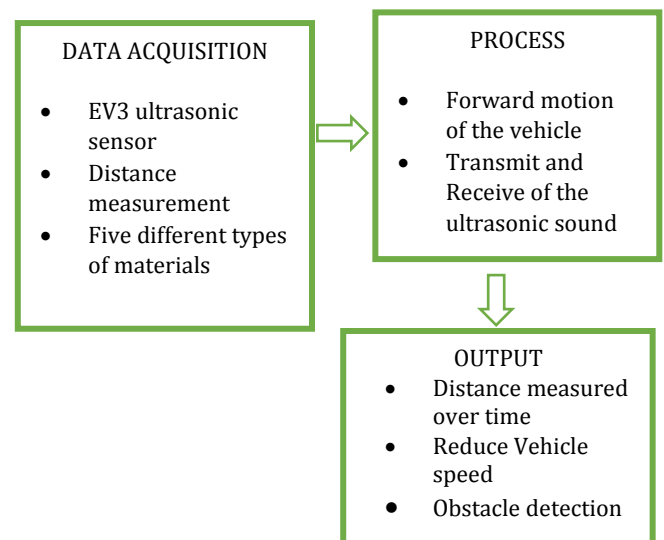 DATA ACQUISITION
• EV3 ultrasonic
sensor
• Distance
measurement
• Five different types
of materials
PROCESS
• Forward motion
of the vehicle
• Transmit and
Receive of the
ultrasonic sound
OUTPUT
• Distance measured
over time
• Reduce Vehicle
speed
• Obstacle detection